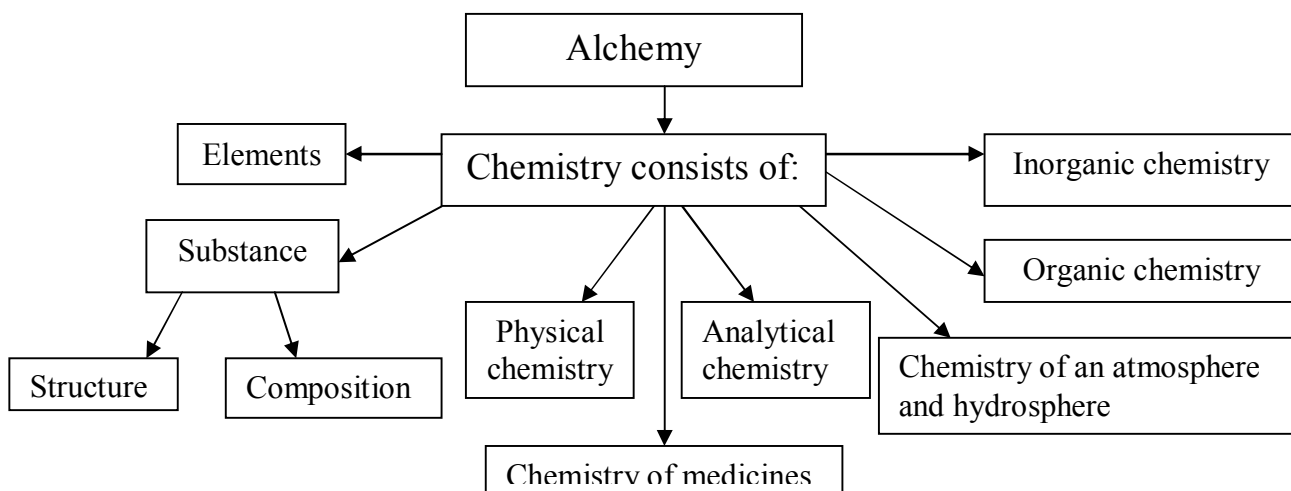 Alchemy
Elements
Chemistry consists of:
Inorganic chemistry
Substance
Organic chemistry
Physical
chemistry
Analytical
chemistry
Structure
Composition
Chemistry of an atmosphere
and hydrosphere
Chemistry of medicines